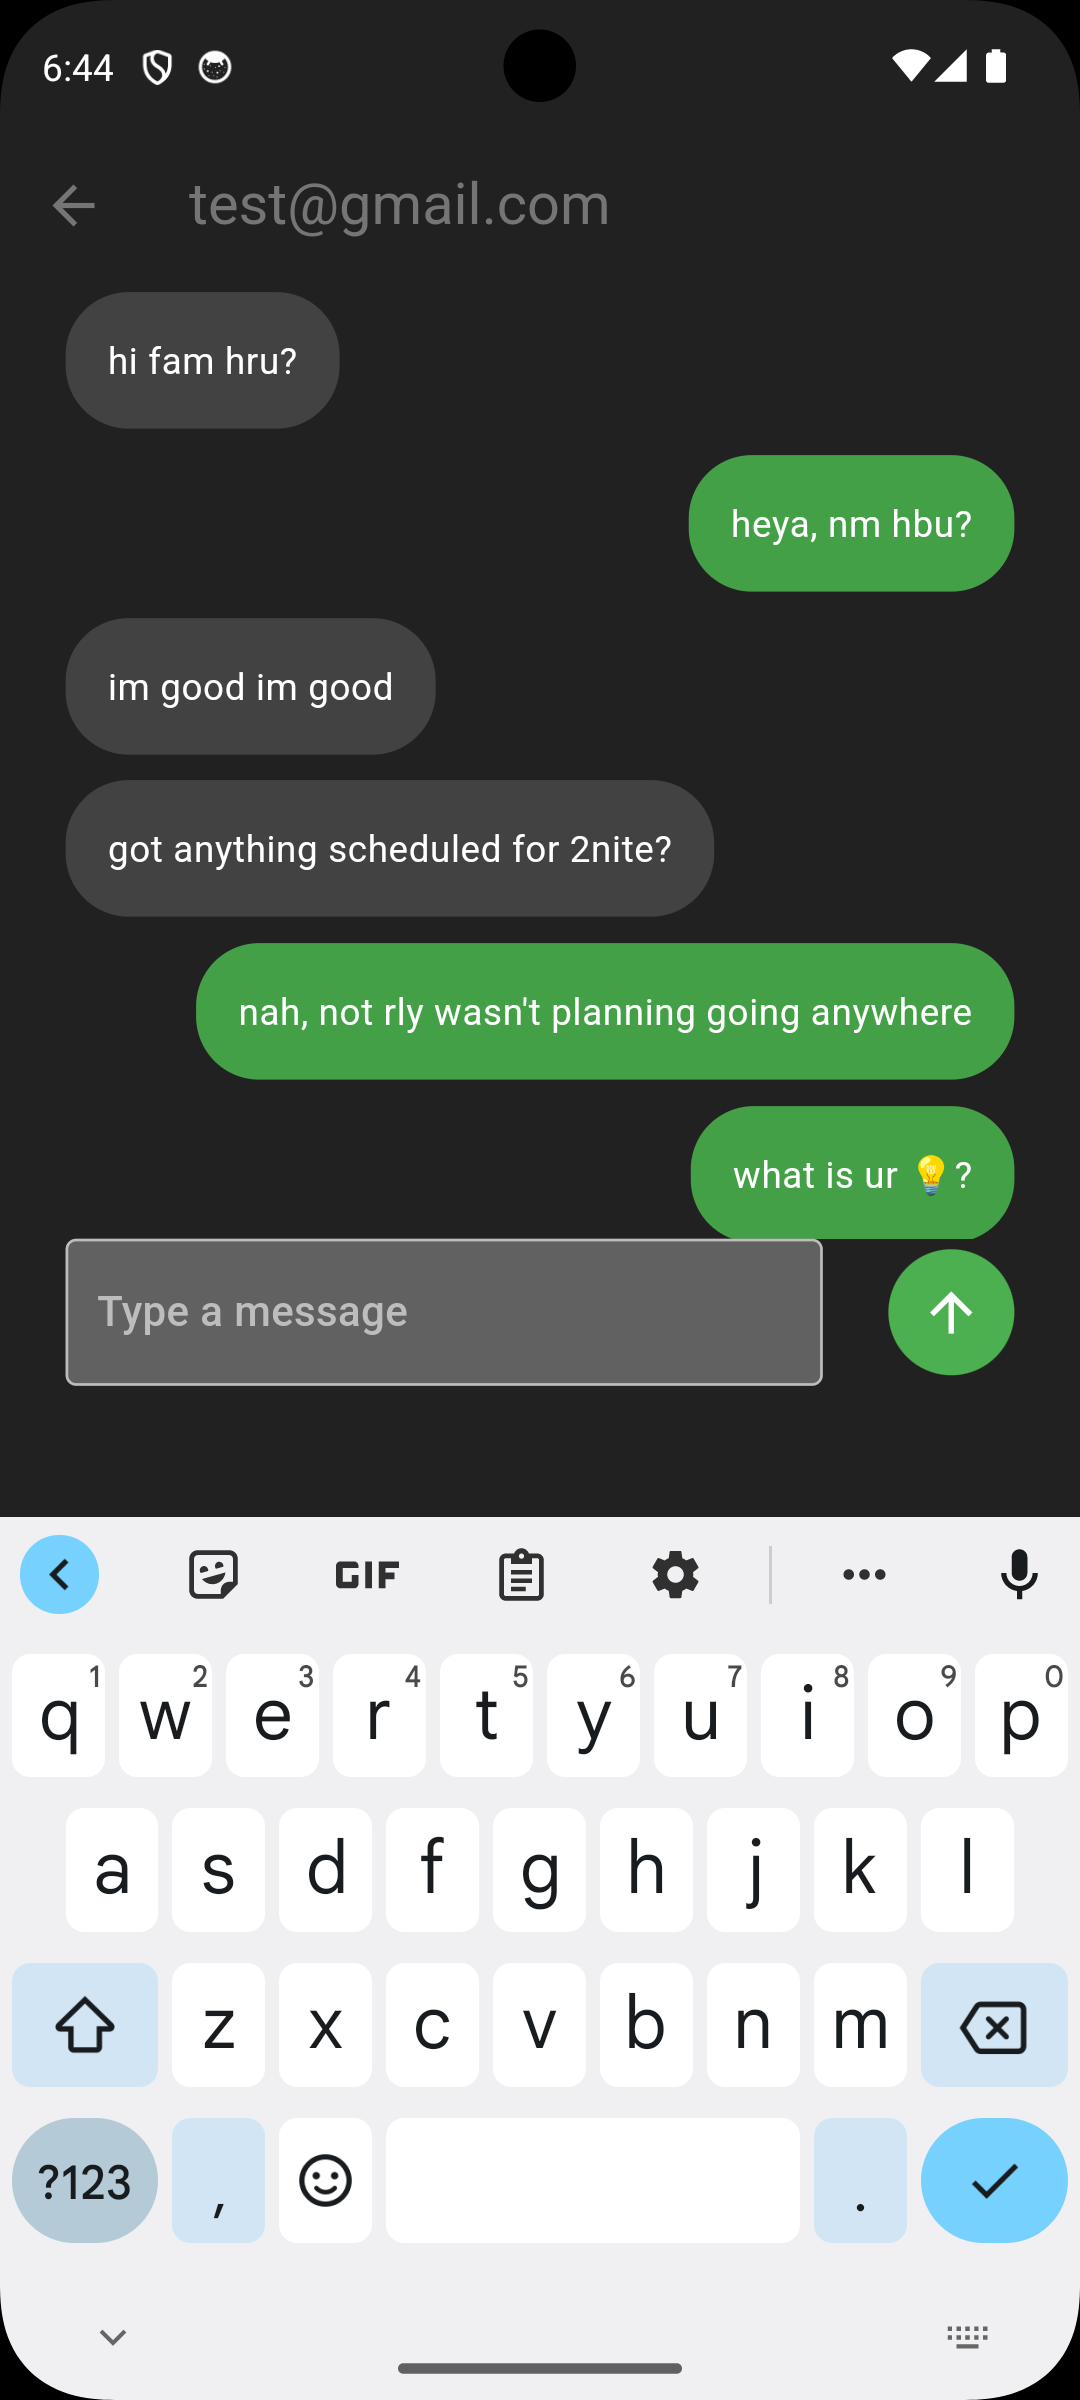 6:44
test@gmail.com
hi fam hru?
heya, nm hbu?
im good im good
got anything scheduled for 2nite?
nah, not rly wasn't planning going anywhere
what is ur 💡?
Type a message
GIF
1 2 3 4 5 6 7 8 9 0
q w e r t y u i o p
a s d f g h j k l
z x c v b n m
?123 , .